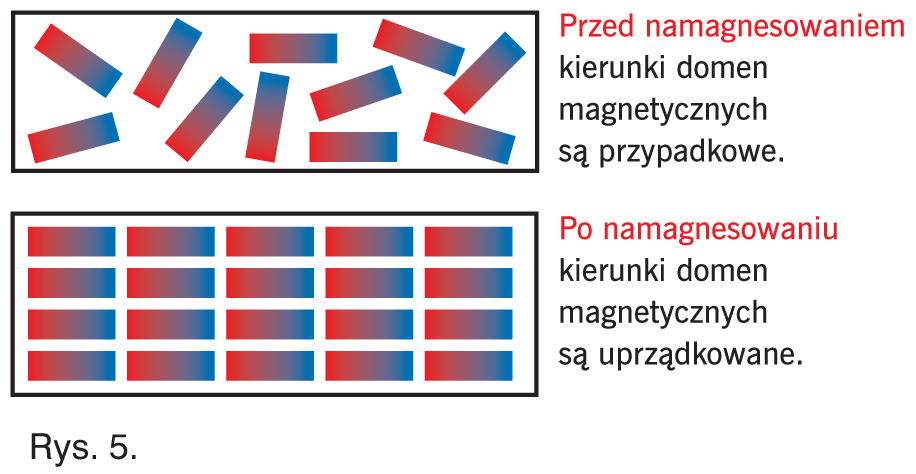 Przed namagnesowaniem
kierunki domen
magnetycznych
są przypadkowe.
Po namagnesowaniu
kierunki domen
magnetycznych
są uprządkowane.
Rys. 5.